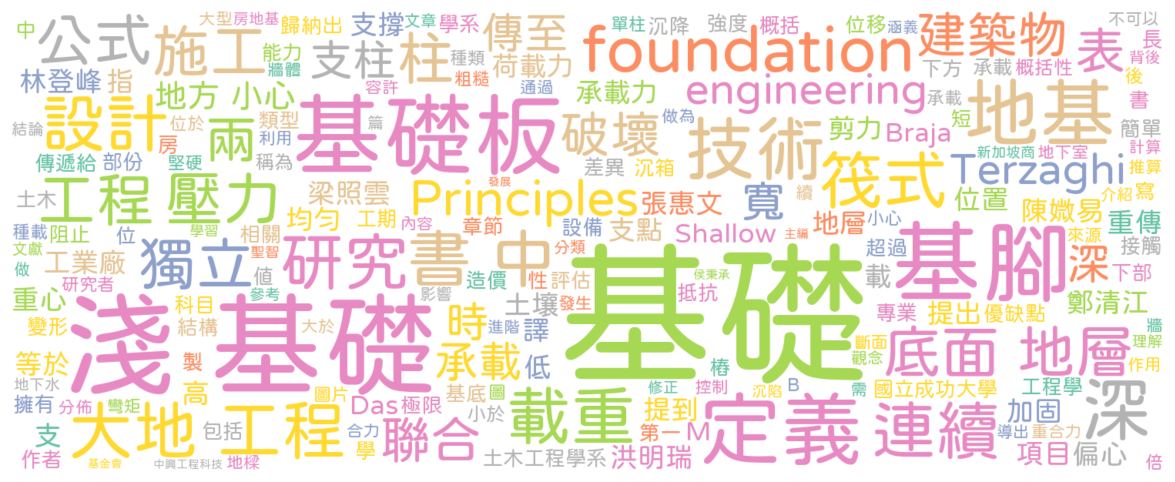 中 公式 施工 大型 房地基 歸納出 支撐 文章 學系 傳至 foundation 單柱 沉降 強度 概括 位移 涵義 建築物 表 不可以 長
支柱 柱 能力 牆體 種類 粗糙 荷載力 下方 承載 概括性 背後
林登峰 指 地方 小心 容許 通過 承載力 engineering 承載 地基 後 書
設計 兩 類型 基礎板 破壞 做為 技術 剪力 Braja 短 簡單
結論 位於 房 利用 篇 差異 沉箱 新加坡商 地下室 計算
傳遞給 部份 堅硬 稱為 發展 筏式 Terzaghi 推算
土木 工程 壓力 梁照雲 Principles 張惠文 寬 續 位置 介紹 寫
種載 阻止 位 學習 均勻 工期 內容 章節 設備 支點 Shallow 主編 地層 小心 陳媺易 重傳
文獻 做 工業廠 相關 聖智 獨立 研究 書 中 分類 超過 基腳 來源 接觸
研究者 值 參考 影響 造價 性 評估 發生 侯秉承 抵抗 載 深 下部
重心 科目 淺 基礎 土壤 基礎 專業 提出 優缺點 鄭清江
變形 結構 大於 時 進階 譯 斷面 底面 地層 牆 理解
等於 製 承載 低 椿 觀念 作用
地下水 高 圖片 基底 圖 修正 控制 沉陷 B 需 國立成功大學 工程學 深
擁有 分佈 彎矩 大地 工程 Das 極限 小於 載重 提到 定義 連續 加固
支 包括 合力 聯合 第一 M 導出 重合力
作者 基金會 中興工程科技 地樑 學 土木工程學系 洪明瑞 項目 偏心 倍